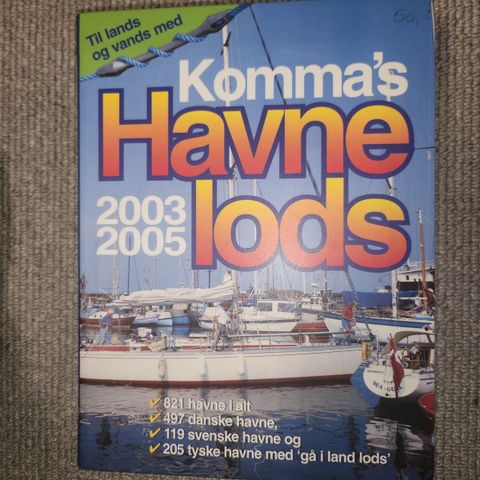 Til lands
og vands med
50,-
Komma's
Havne
lods
2003
2005
✓ 821 havne i alt
✓ 497 danske havne,
✓ 119 svenske havne og
✓ 205 tyske havne med 'gå i land lods'